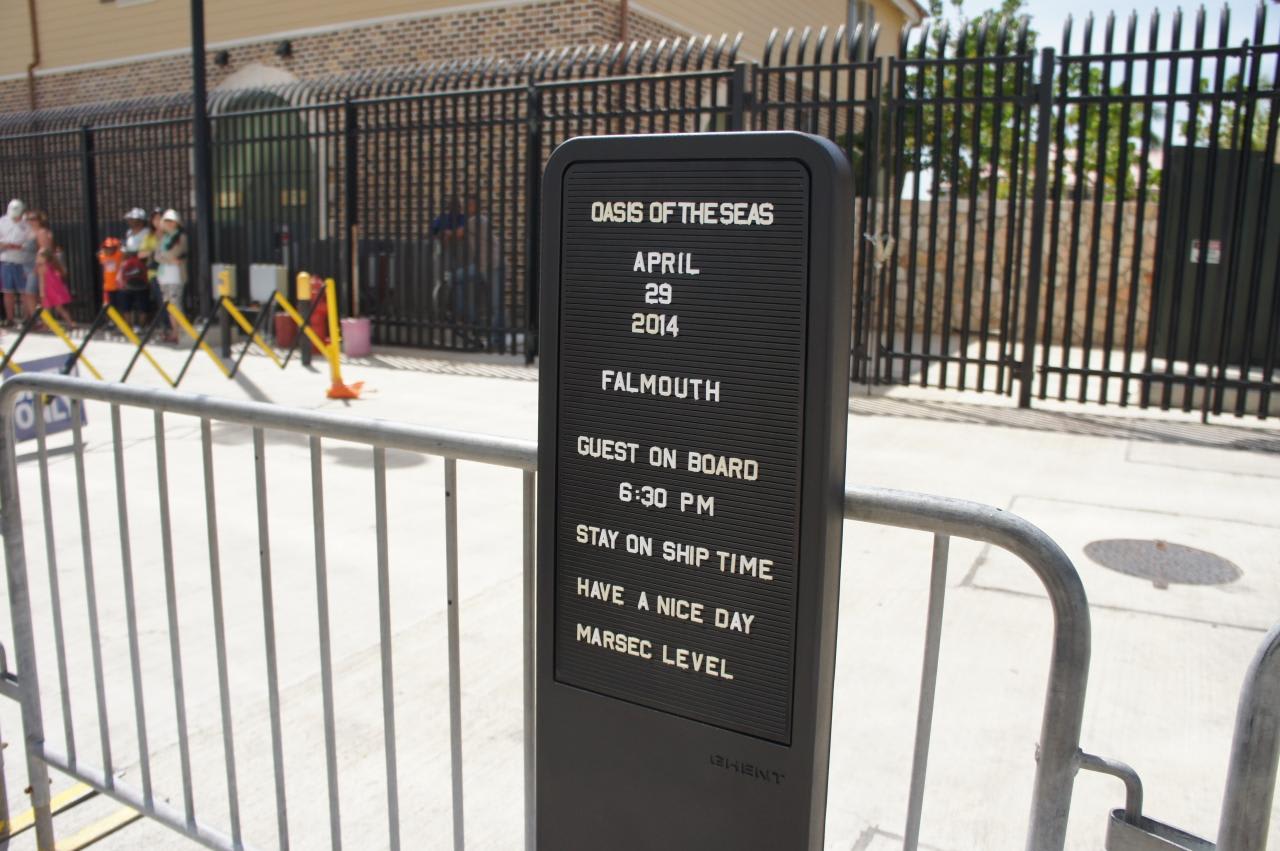 OASIS OF THE SEAS
APRIL
29
2014
FALMOUTH
GUEST ON BOARD
6:30 PM
STAY ON SHIP TIME
HAVE A NICE DAY
MARSEC LEVEL
GHENT
ONLY